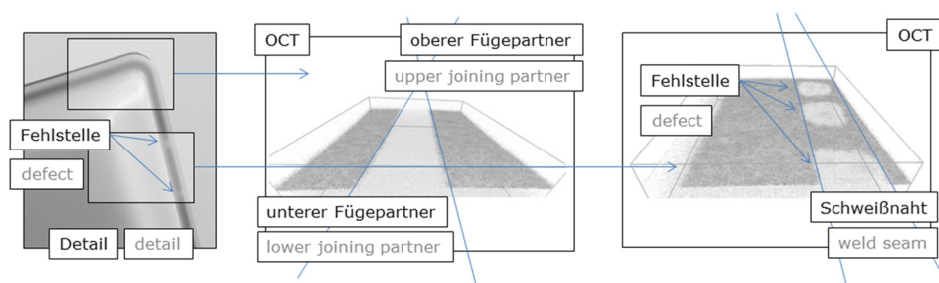 Fehlstelle
defect
Detail
detail
OCT
oberer Fügepartner
upper joining partner
unterer Fügepartner
lower joining partner
OCT
Fehlstelle
defect
Schweißnaht
weld seam